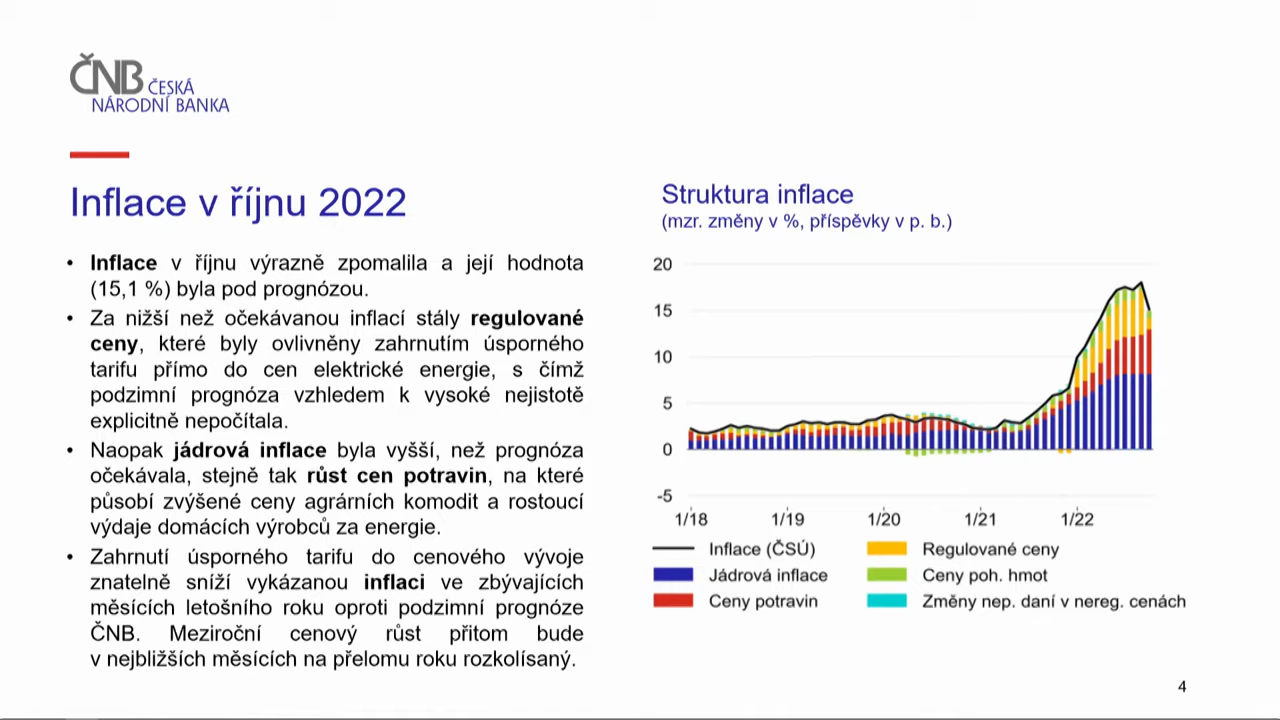 ČNB ČESKÁ
NÁRODNÍ BANKA
Inflace v říjnu 2022
• Inflace v říjnu výrazně zpomalila a její hodnota
(15,1 %) byla pod prognózou.
• Za nižší než očekávanou inflací stály regulované
ceny, které byly ovlivněny zahrnutím úsporného
tarifu přímo do cen elektrické energie, s čímž
podzimní prognóza vzhledem k vysoké nejistotě
explicitně nepočítala.
• Naopak jádrová inflace byla vyšší, než prognóza
očekávala, stejně tak růst cen potravin, na které
působí zvýšené ceny agrárních komodit a rostoucí
výdaje domácích výrobců za energie.
• Zahrnutí úsporného tarifu do cenového vývoje
znatelně sníží vykázanou inflaci ve zbývajících
měsících letošního roku oproti podzimní prognóze
ČNB. Meziroční cenový růst přitom bude
v nejbližších měsících na přelomu roku rozkolísaný.
Struktura inflace
(mzr. změny v %, příspěvky v p. b.)
20
15
10
5
0
-5
1/18 1/19 1/20 1/21 1/22
Inflace (ČSÚ) Regulované ceny
Jádrová inflace Ceny poh. hmot
Ceny potravin Změny nep. daní v nereg. cenách
4